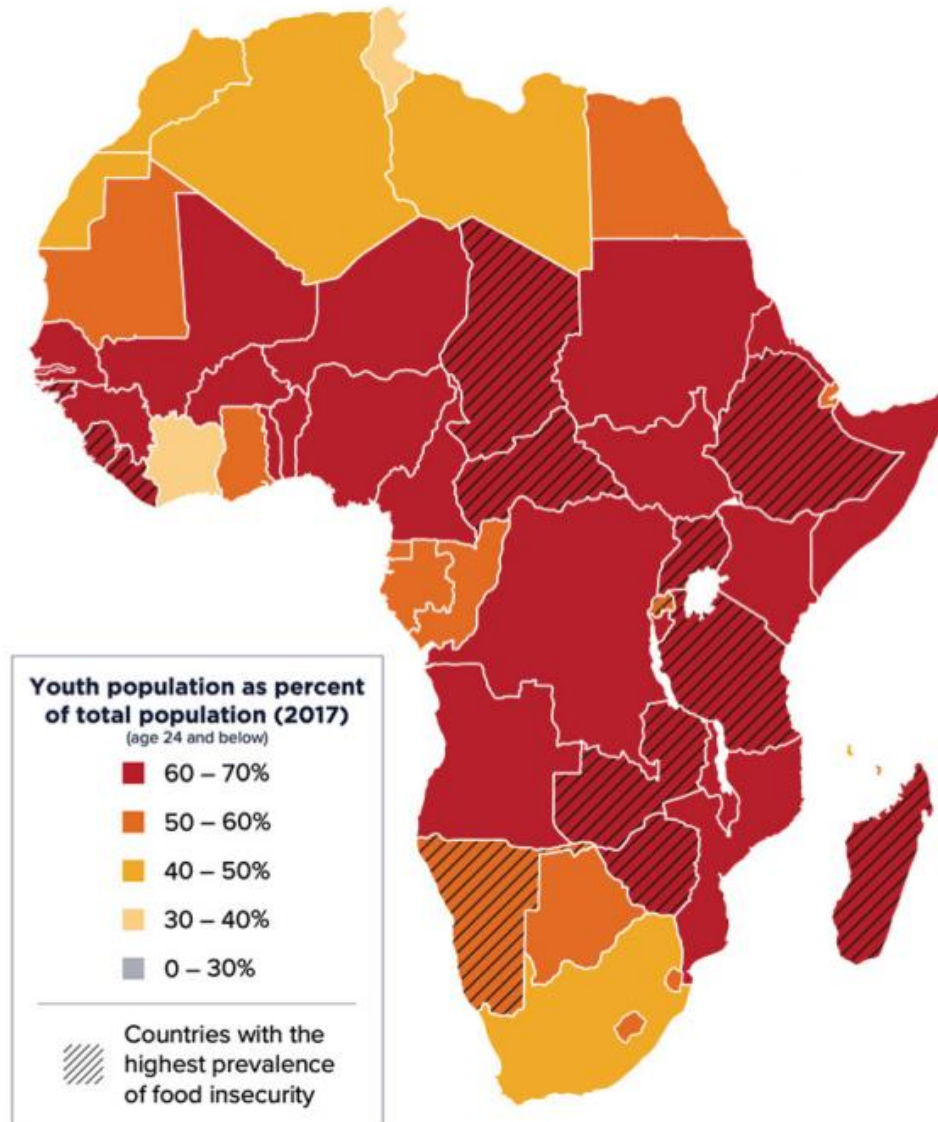 Youth population as percent
of total population (2017)
(age 24 and below)
60 – 70%
50 – 60%
40 – 50%
30 – 40%
0 – 30%
Countries with the
highest prevalence
of food insecurity